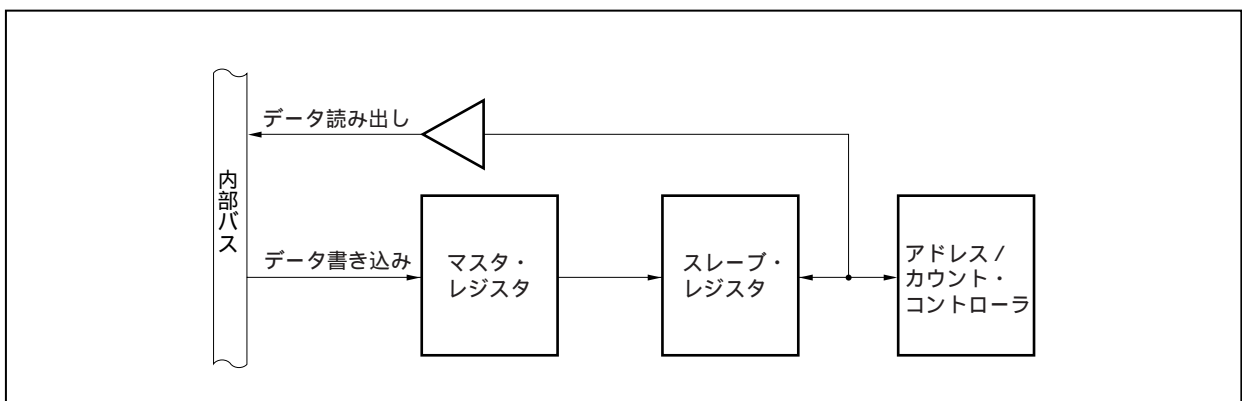 データ読み出し
内部バス
データ書き込み
マスタ・
レジスタ
スレーブ・
レジスタ
アドレス /
カウント・
コントローラ